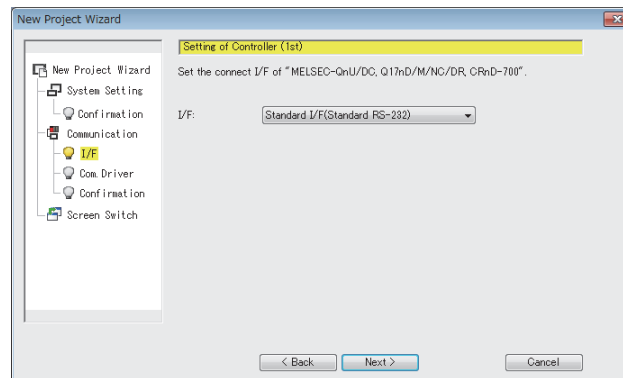 New Project Wizard
Setting of Controller (1st)
New Project Wizard
System Setting
Confirmation
Communication
I/F
Com. Driver
Confirmation
Screen Switch
Set the connect I/F of "MELSEC-QnU/DC, Q17nD/M/NC/DR, CRnD-700".
I/F: Standard I/F(Standard RS-232)
< Back Next > Cancel